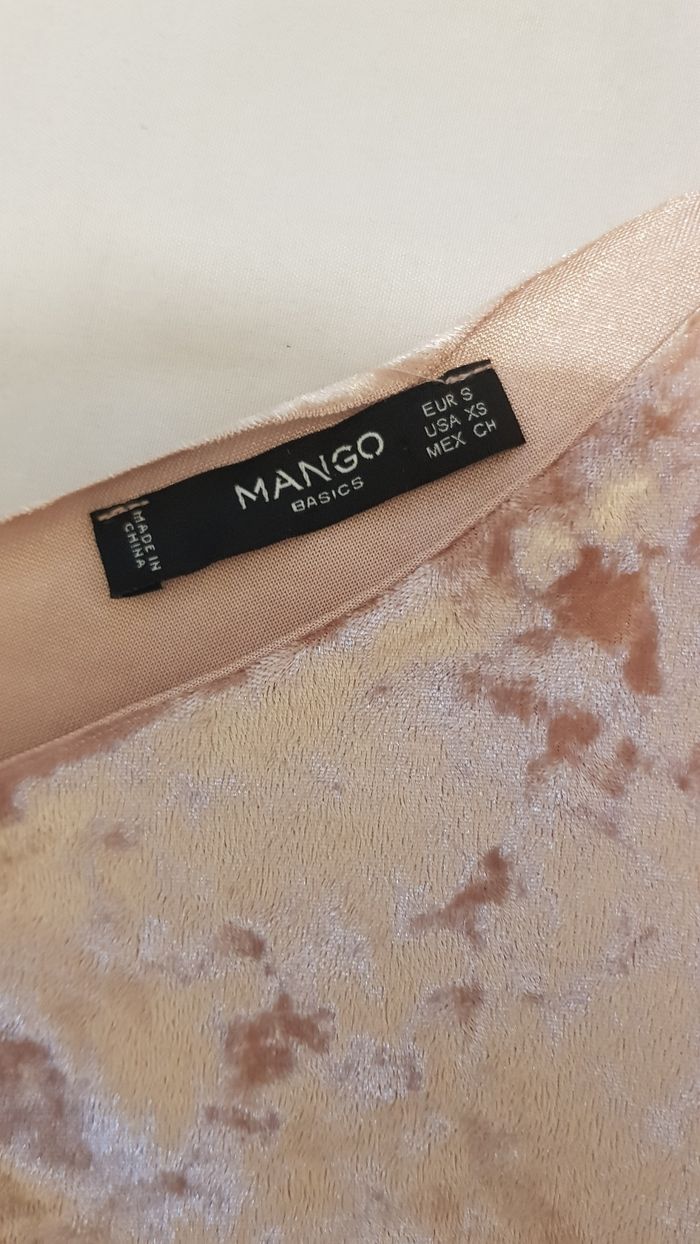 MANGO
BASICS
EUR S
USA XS
MEX CH
MADE IN
CHINA